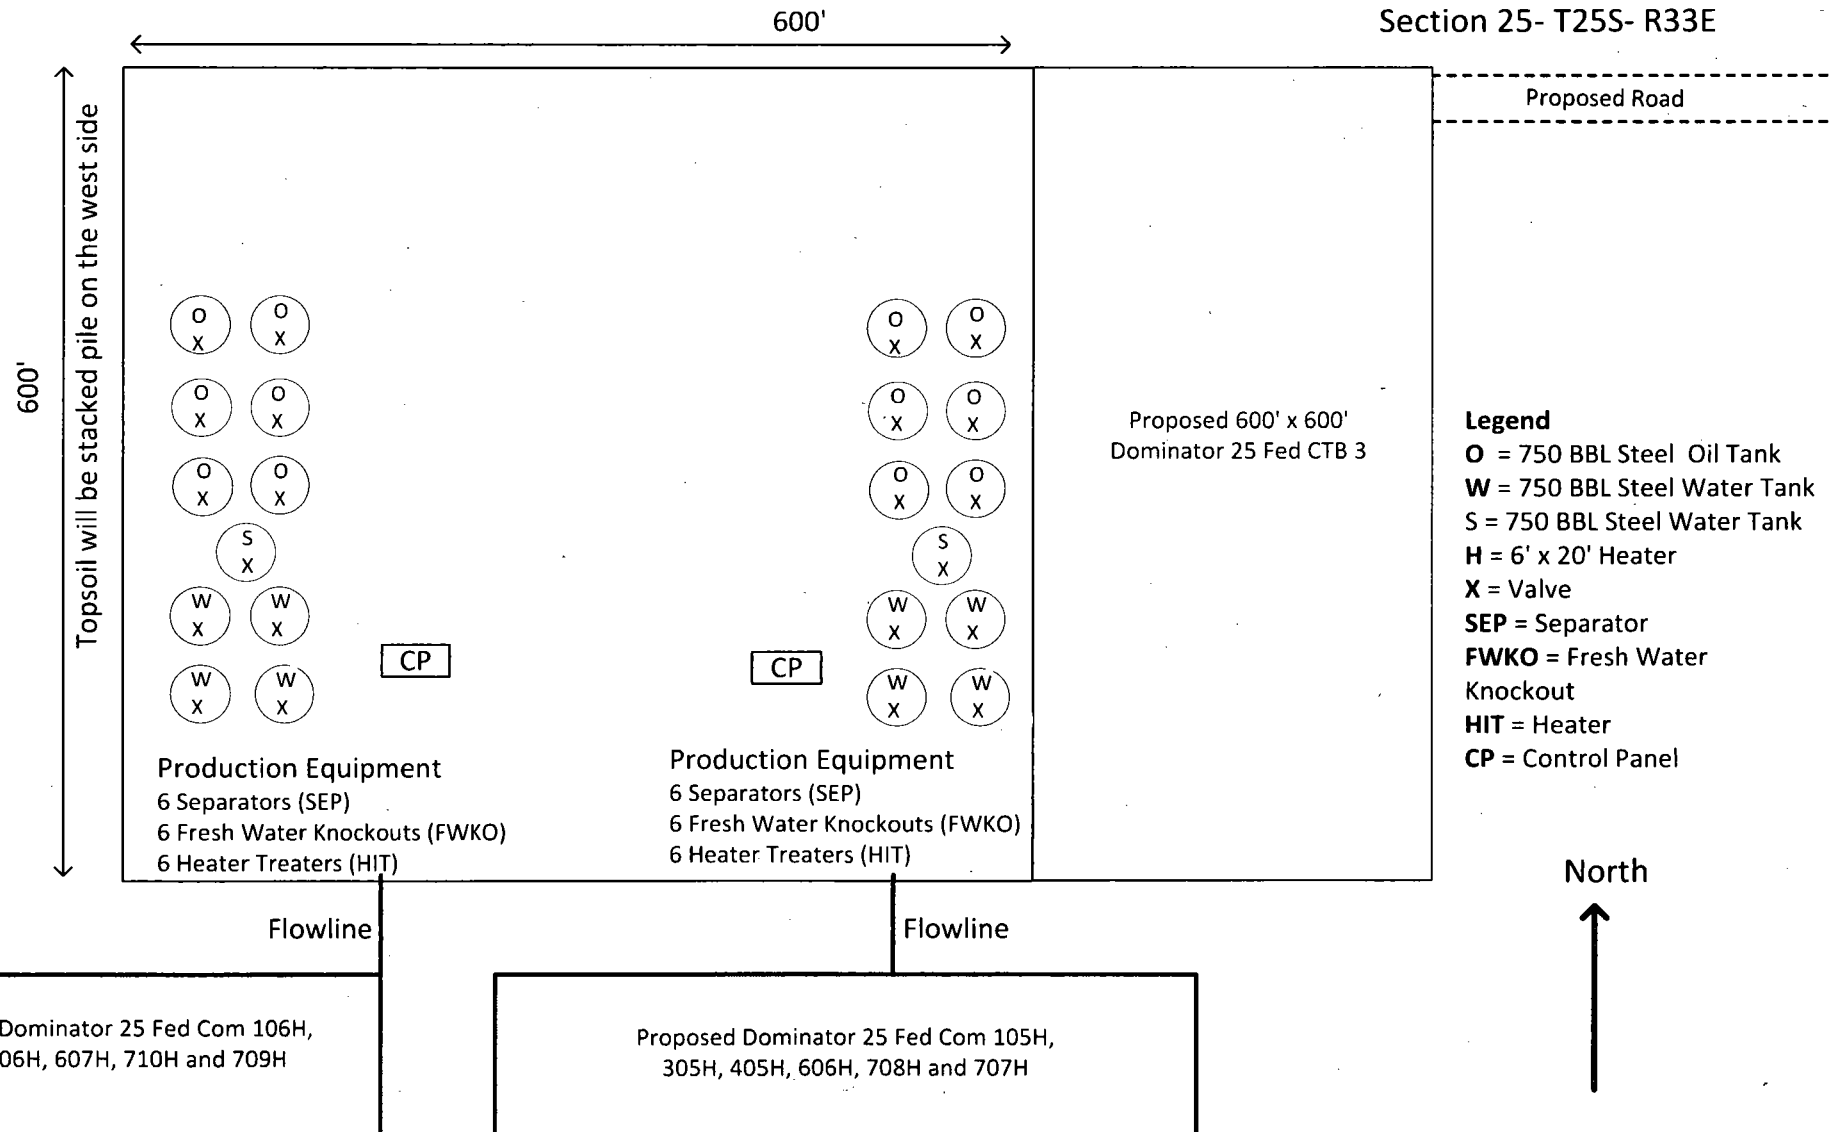 600'
Section 25- T25S- R33E
Proposed Road
600'
Topsoil will be stacked pile on the west side
O O O O
X X X X
O O O O
X X X X
O O O O
X X X X
S S
X X
W W W W
X X X X
CP CP
W W W W
X X X X
Proposed 600' x 600'
Dominator 25 Fed CTB 3
Legend
O = 750 BBL Steel Oil Tank
W = 750 BBL Steel Water Tank
S = 750 BBL Steel Water Tank
H = 6' x 20' Heater
X = Valve
SEP = Separator
FWKO = Fresh Water
Knockout
HIT = Heater
CP = Control Panel
Production Equipment
6 Separators (SEP)
6 Fresh Water Knockouts (FWKO)
6 Heater Treaters (HIT)
Production Equipment
6 Separators (SEP)
6 Fresh Water Knockouts (FWKO)
6 Heater Treaters (HIT)
North
Flowline
Flowline
Dominator 25 Fed Com 106H,
06H, 607H, 710H and 709H
Proposed Dominator 25 Fed Com 105H,
305H, 405H, 606H, 708H and 707H